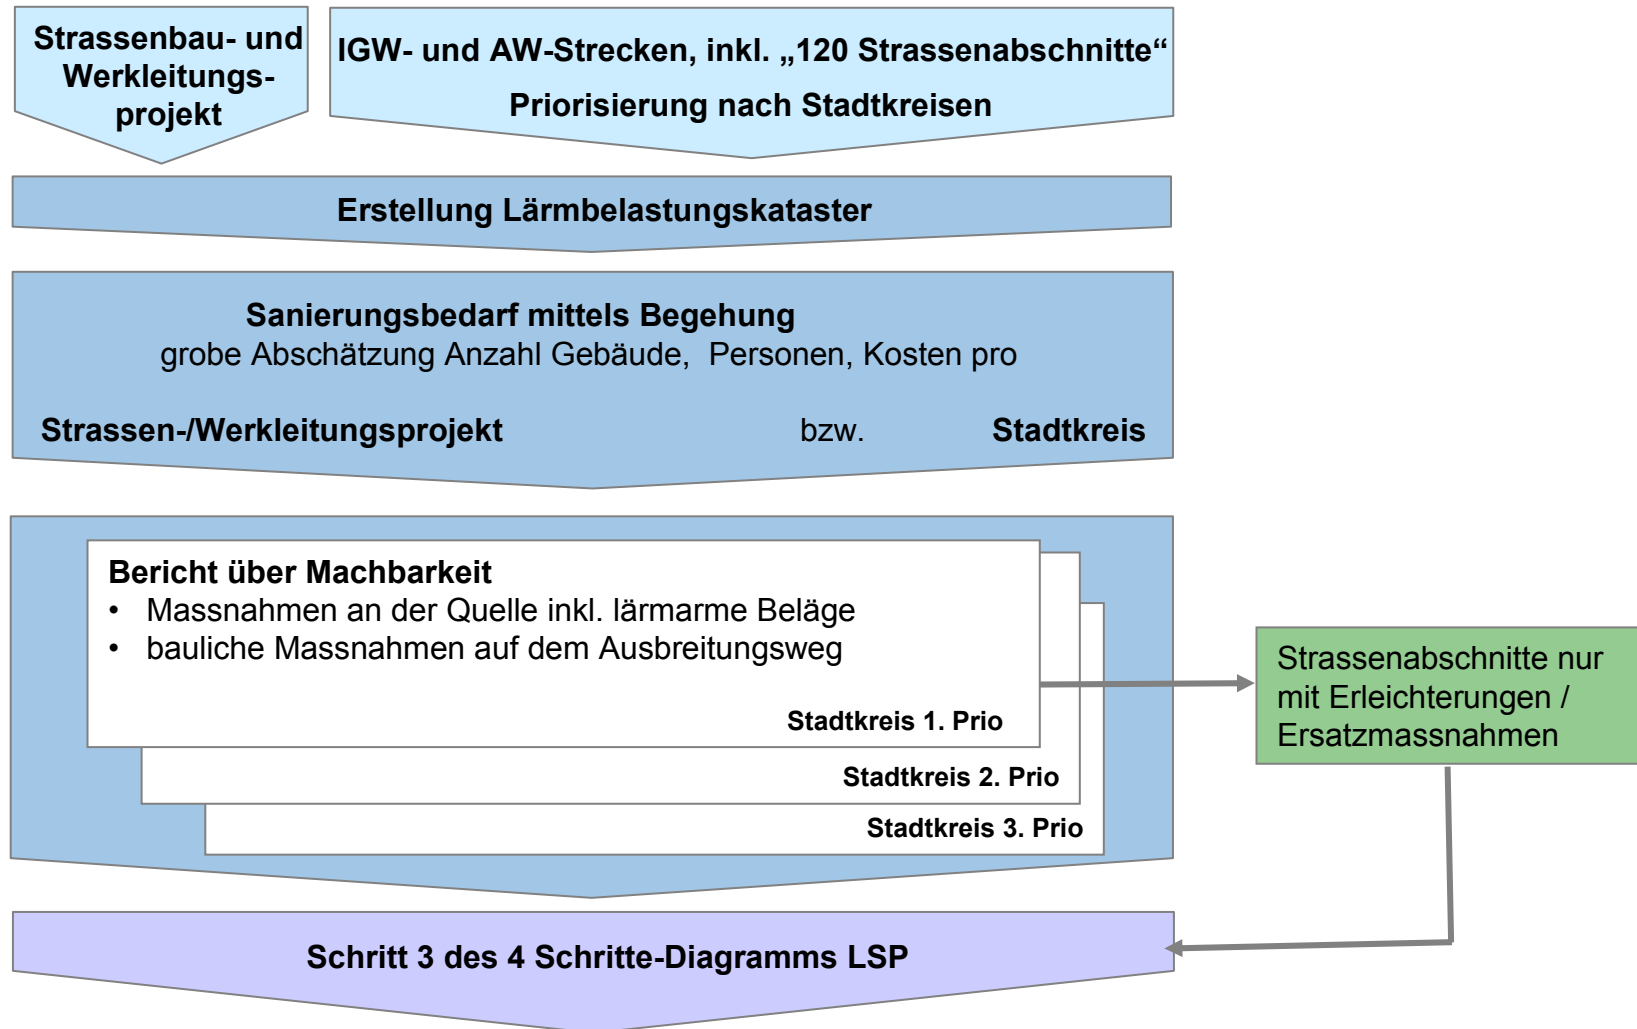 Strassenbau- und
Werkleitungs-
projekt
IGW- und AW-Strecken, inkl. „120 Strassenabschnitte“
Priorisierung nach Stadtkreisen
Erstellung Lärmbelastungskataster
Sanierungsbedarf mittels Begehung
grobe Abschätzung Anzahl Gebäude, Personen, Kosten pro
Strassen-/Werkleitungsprojekt bzw. Stadtkreis
Bericht über Machbarkeit
• Massnahmen an der Quelle inkl. lärmarme Beläge
• bauliche Massnahmen auf dem Ausbreitungsweg
Stadtkreis 1. Prio
Stadtkreis 2. Prio
Stadtkreis 3. Prio
Strassenabschnitte nur
mit Erleichterungen /
Ersatzmassnahmen
Schritt 3 des 4 Schritte-Diagramms LSP